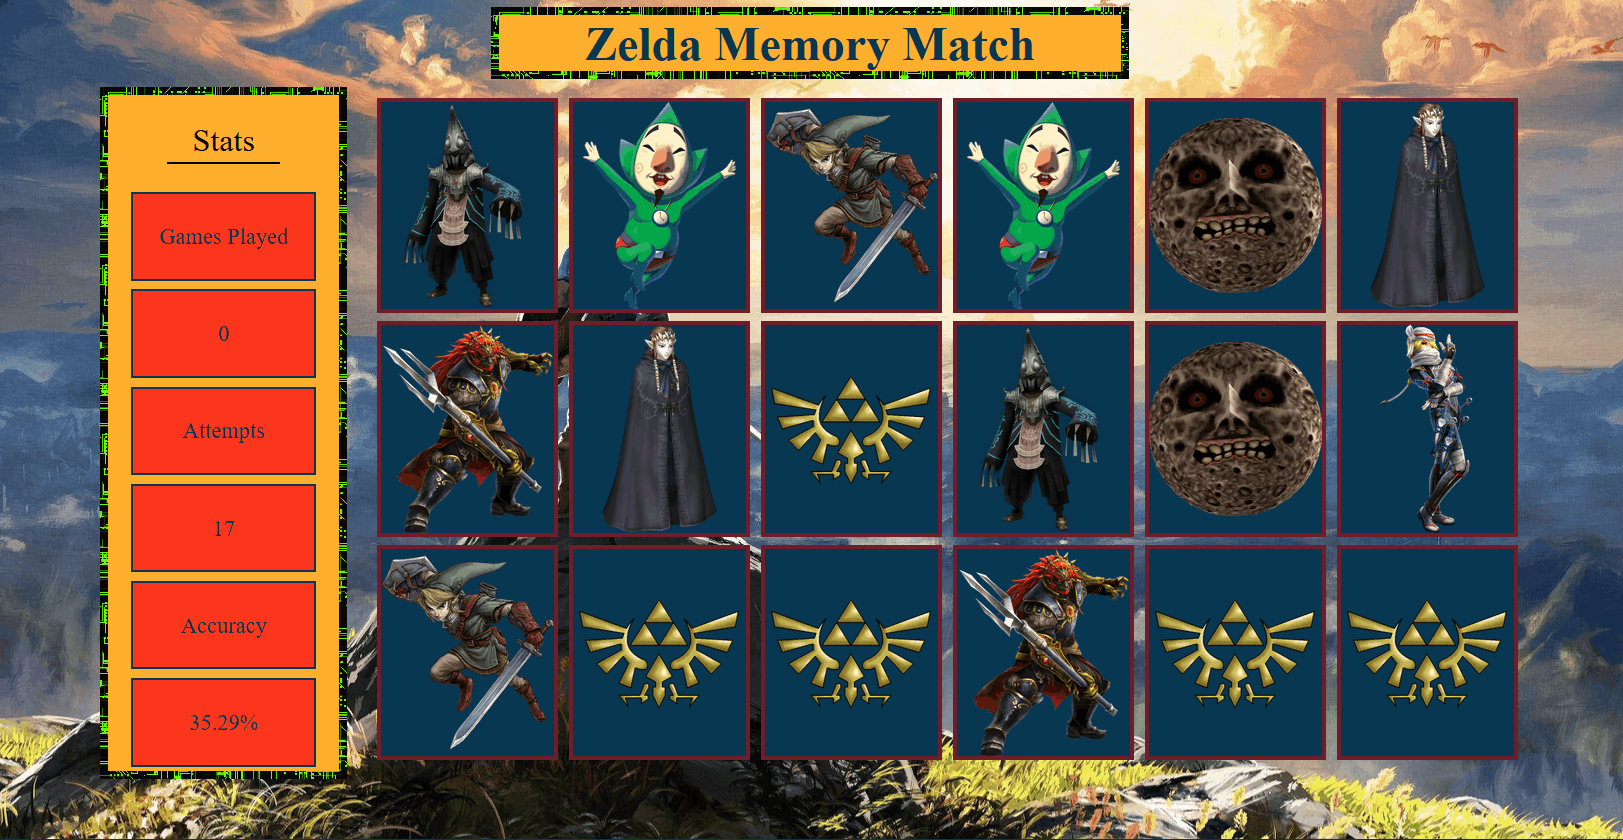 Zelda Memory Match
Stats
Games Played
0
Attempts
17
Accuracy
35.29%